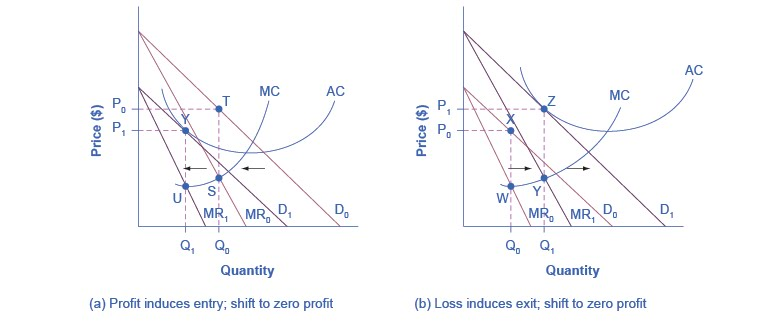 Price ($)
P₀
P₁
T
Y
MC
AC
U
S
MR₁
MR₀
D₁
D₀
Q₁
Q₀
Quantity
(a) Profit induces entry; shift to zero profit
Price ($)
P₁
P₀
Z
X
MC
AC
W
Y
MR₀
MR₁
D₀
D₁
Q₀
Q₁
Quantity
(b) Loss induces exit; shift to zero profit